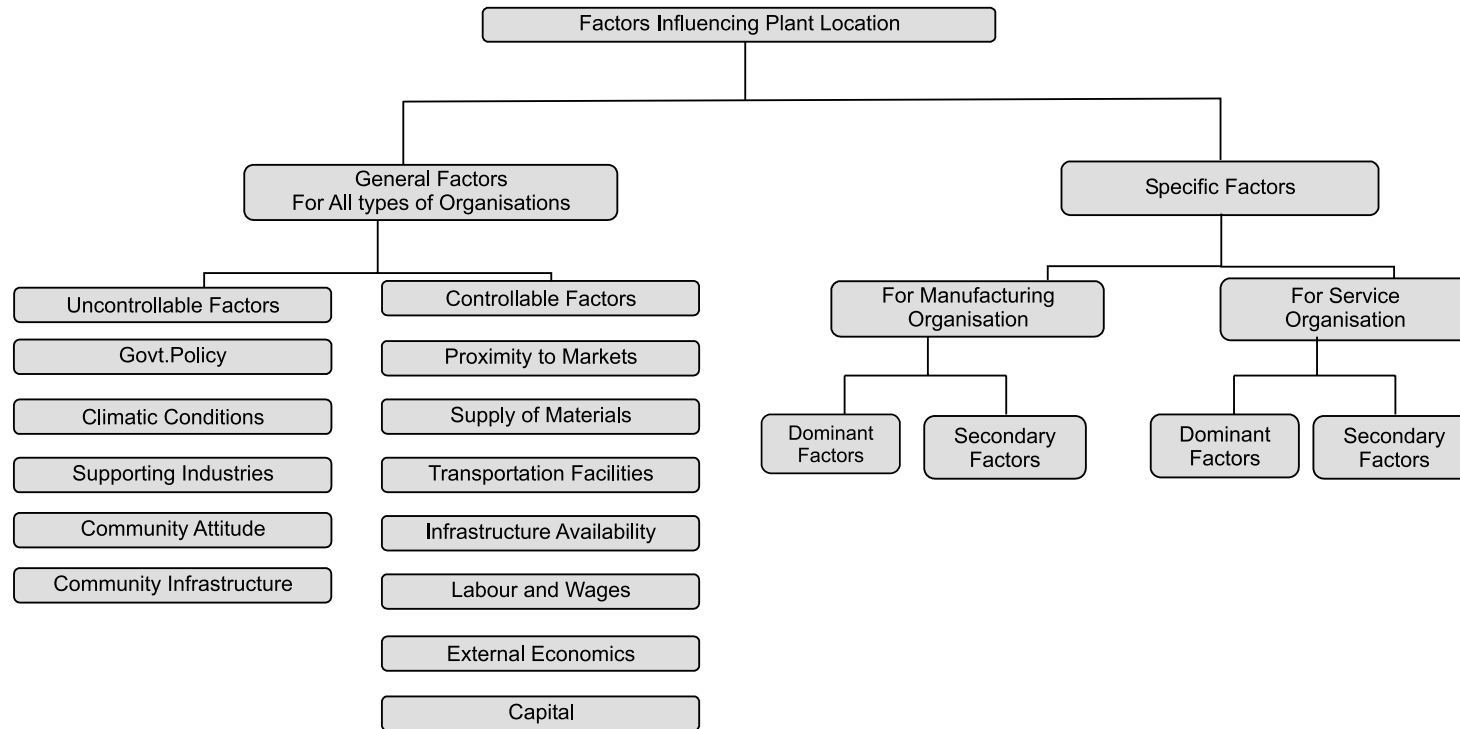 Factors Influencing Plant Location
General Factors
For All types of Organisations
Specific Factors
Uncontrollable Factors
Govt.Policy
Climatic Conditions
Supporting Industries
Community Attitude
Community Infrastructure
Controllable Factors
Proximity to Markets
Supply of Materials
Transportation Facilities
Infrastructure Availability
Labour and Wages
External Economics
Capital
For Manufacturing
Organisation
Dominant
Factors
Secondary
Factors
For Service
Organisation
Dominant
Factors
Secondary
Factors